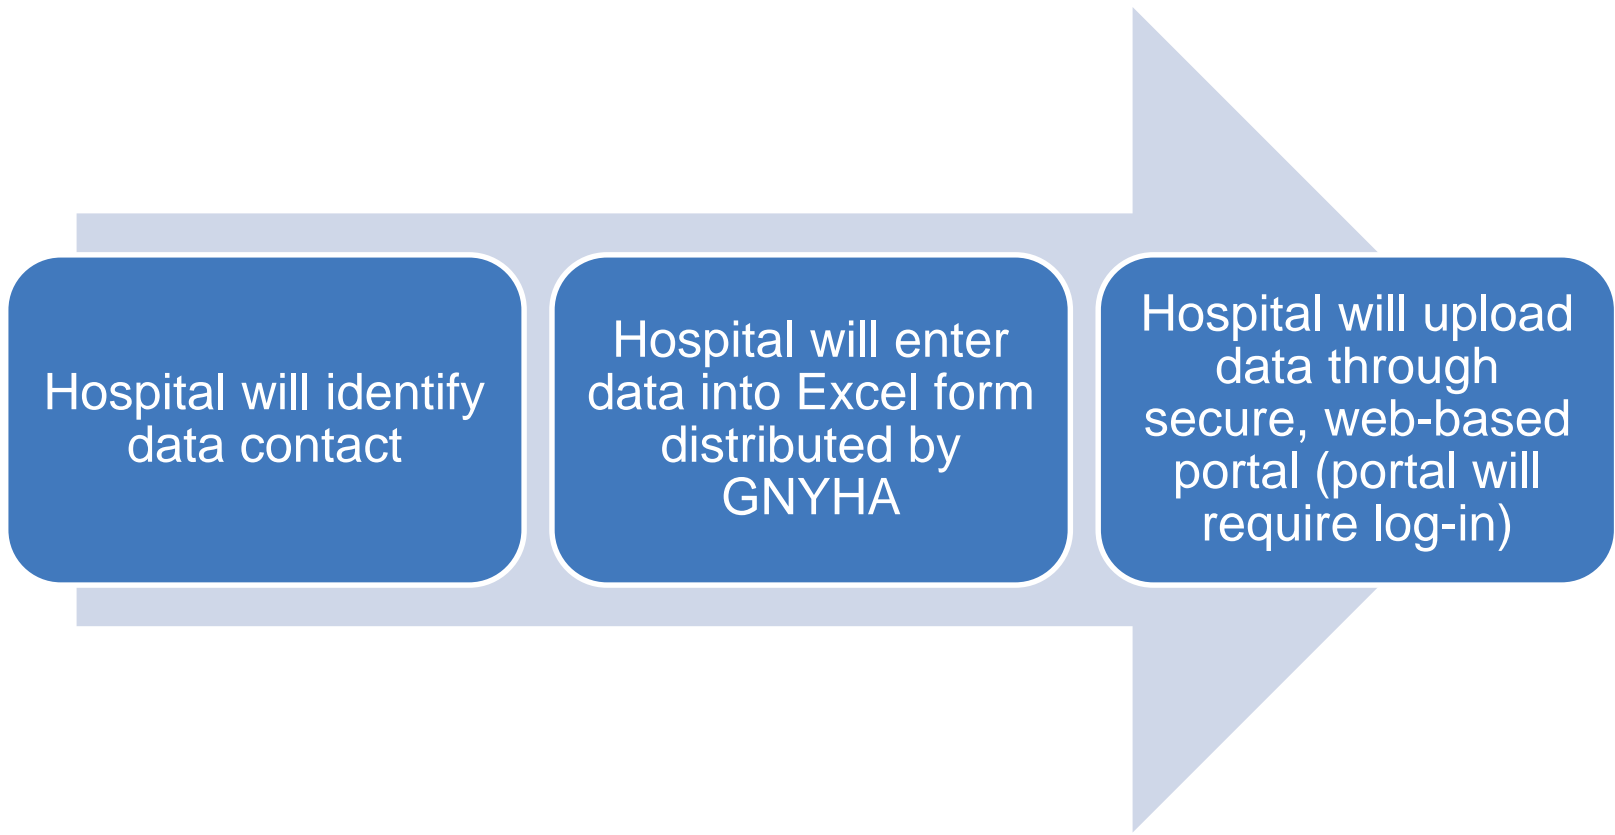 Hospital will identify
data contact
Hospital will enter
data into Excel form
distributed by
GNYHA
Hospital will upload
data through
secure, web-based
portal (portal will
require log-in)